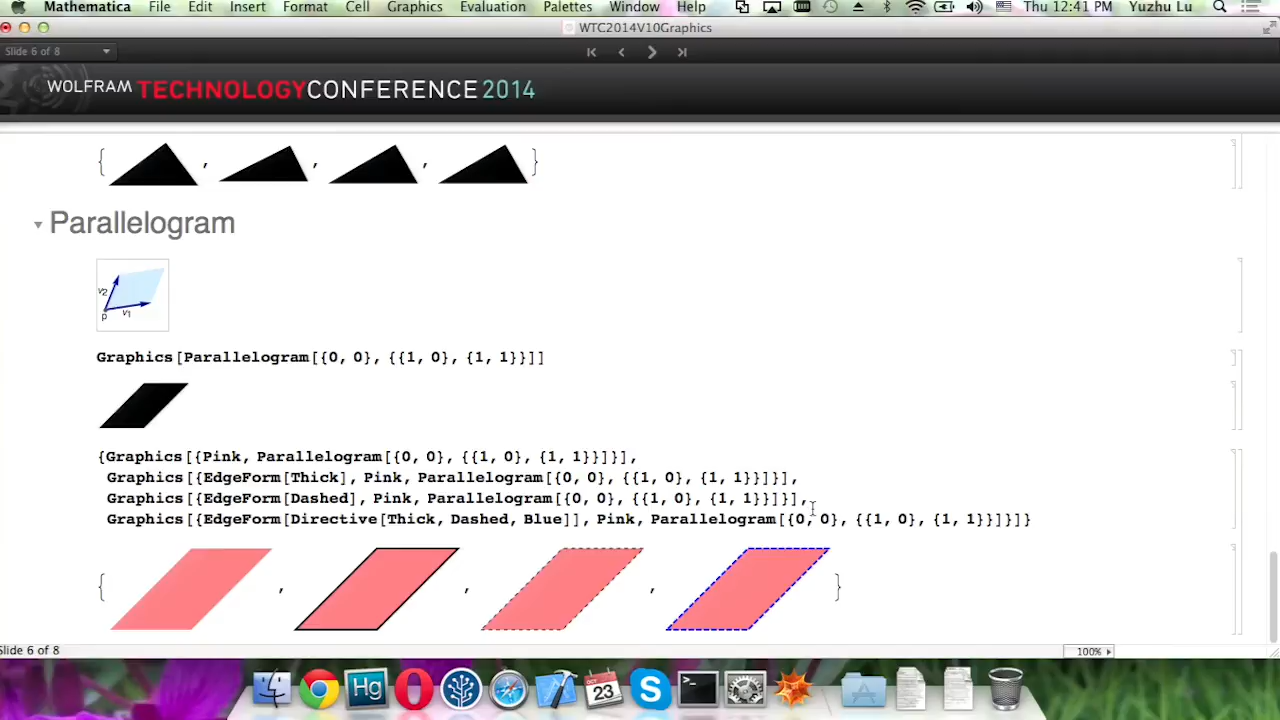 Mathematica File Edit Insert Format Cell Graphics Evaluation Palettes Window Help Thu 12:41 PM Yuzhu Lu
WTC2014V10Graphics
Slide 6 of 8
WOLFRAM TECHNOLOGYCONFERENCE 2014
{ , , , }
Parallelogram
v2
p v1
Graphics[Parallelogram[{0, 0}, {{1, 0}, {1, 1}}]]
{Graphics[{Pink, Parallelogram[{0, 0}, {{1, 0}, {1, 1}}]}],
Graphics[{EdgeForm[Thick], Pink, Parallelogram[{0, 0}, {{1, 0}, {1, 1}}]}],
Graphics[{EdgeForm[Dashed], Pink, Parallelogram[{0, 0}, {{1, 0}, {1, 1}}]}],
Graphics[{EdgeForm[Directive[Thick, Dashed, Blue]], Pink, Parallelogram[{0, 0}, {{1, 0}, {1, 1}}]}]}
{ , , , }
Slide 6 of 8
100%
Hg
OCT
23
S
>_